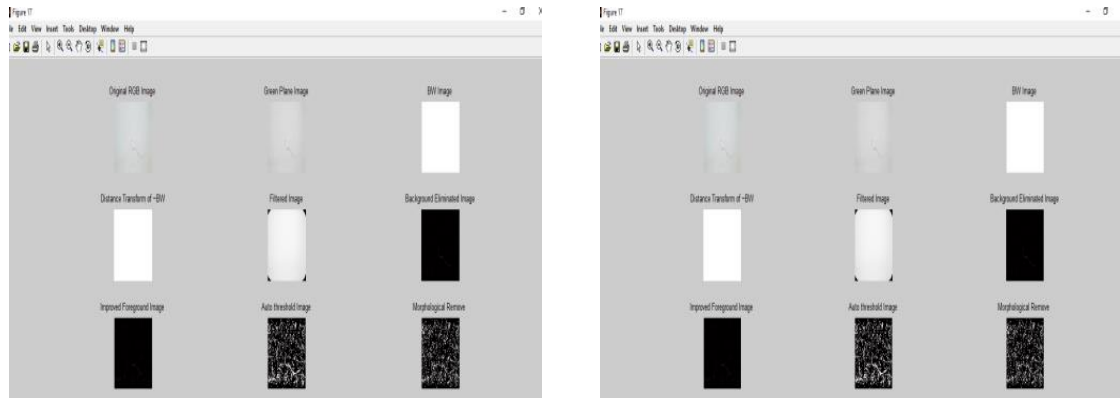 Figure 17
File Edit View Insert Tools Desktop Window Help
Original RGB Image Green Plane Image BW Image
Distance Transform of ~BW Filtered Image Background Eliminated Image
Improved Foreground Image Auto threshold Image Morphological Remove
Figure 17
Edit View Insert Tools Desktop Window Help
Original RGB Image Green Plane Image BW Image
Distance Transform of ~BW Filtered Image Background Eliminated Image
Improved Foreground Image Auto threshold Image Morphological Remove